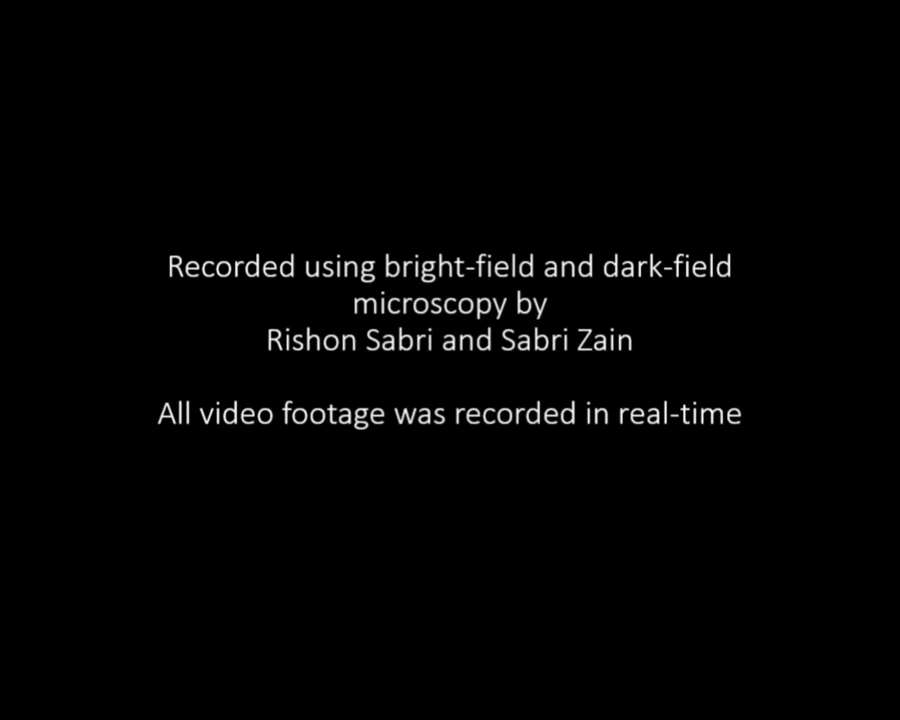 Recorded using bright-field and dark-field
microscopy by
Rishon Sabri and Sabri Zain
All video footage was recorded in real-time